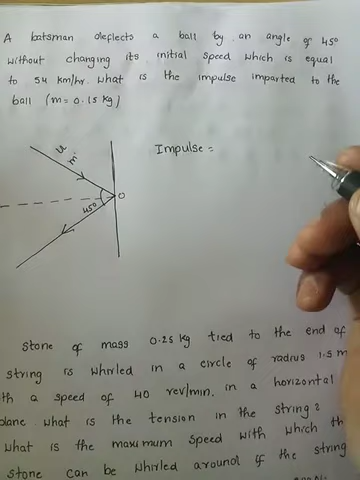 A batsman deflects a ball by an angle of 45°
without changing its initial speed which is equal
to 54 km/hr. what is the impulse imparted to the
ball (m = 0.15 kg)
Impulse =
u
m
45°
O
stone of mass 0.25 kg tied to the end of
string is whirled in a circle of radius 1.5 m
th a speed of 40 rev/min. in a horizontal
plane. what is the tension in the string?
what is the maximum speed with which th
stone can be whirled around if the string